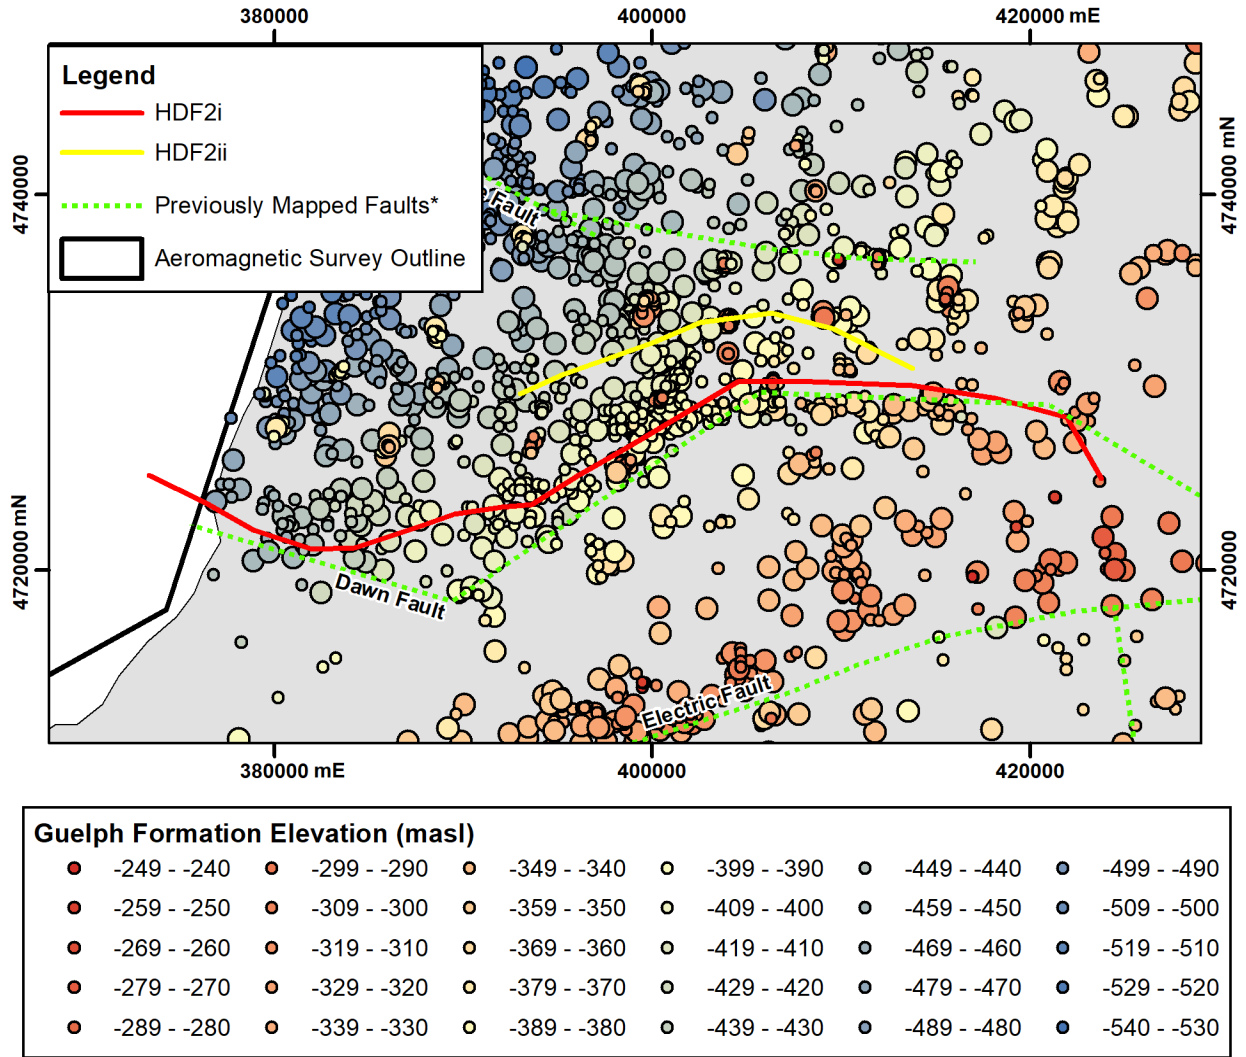 380000
400000
420000 mE
Legend
HDF2i
HDF2ii
Previously Mapped Faults*
Aeromagnetic Survey Outline
4740000
4740000 mN
Fault
4720000 mN
4720000
Dawn Fault
Electric Fault
380000 mE
400000
420000
Guelph Formation Elevation (masl)
-249 - -240 -299 - -290 -349 - -340 -399 - -390 -449 - -440 -499 - -490
-259 - -250 -309 - -300 -359 - -350 -409 - -400 -459 - -450 -509 - -500
-269 - -260 -319 - -310 -369 - -360 -419 - -410 -469 - -460 -519 - -510
-279 - -270 -329 - -320 -379 - -370 -429 - -420 -479 - -470 -529 - -520
-289 - -280 -339 - -330 -389 - -380 -439 - -430 -489 - -480 -540 - -530